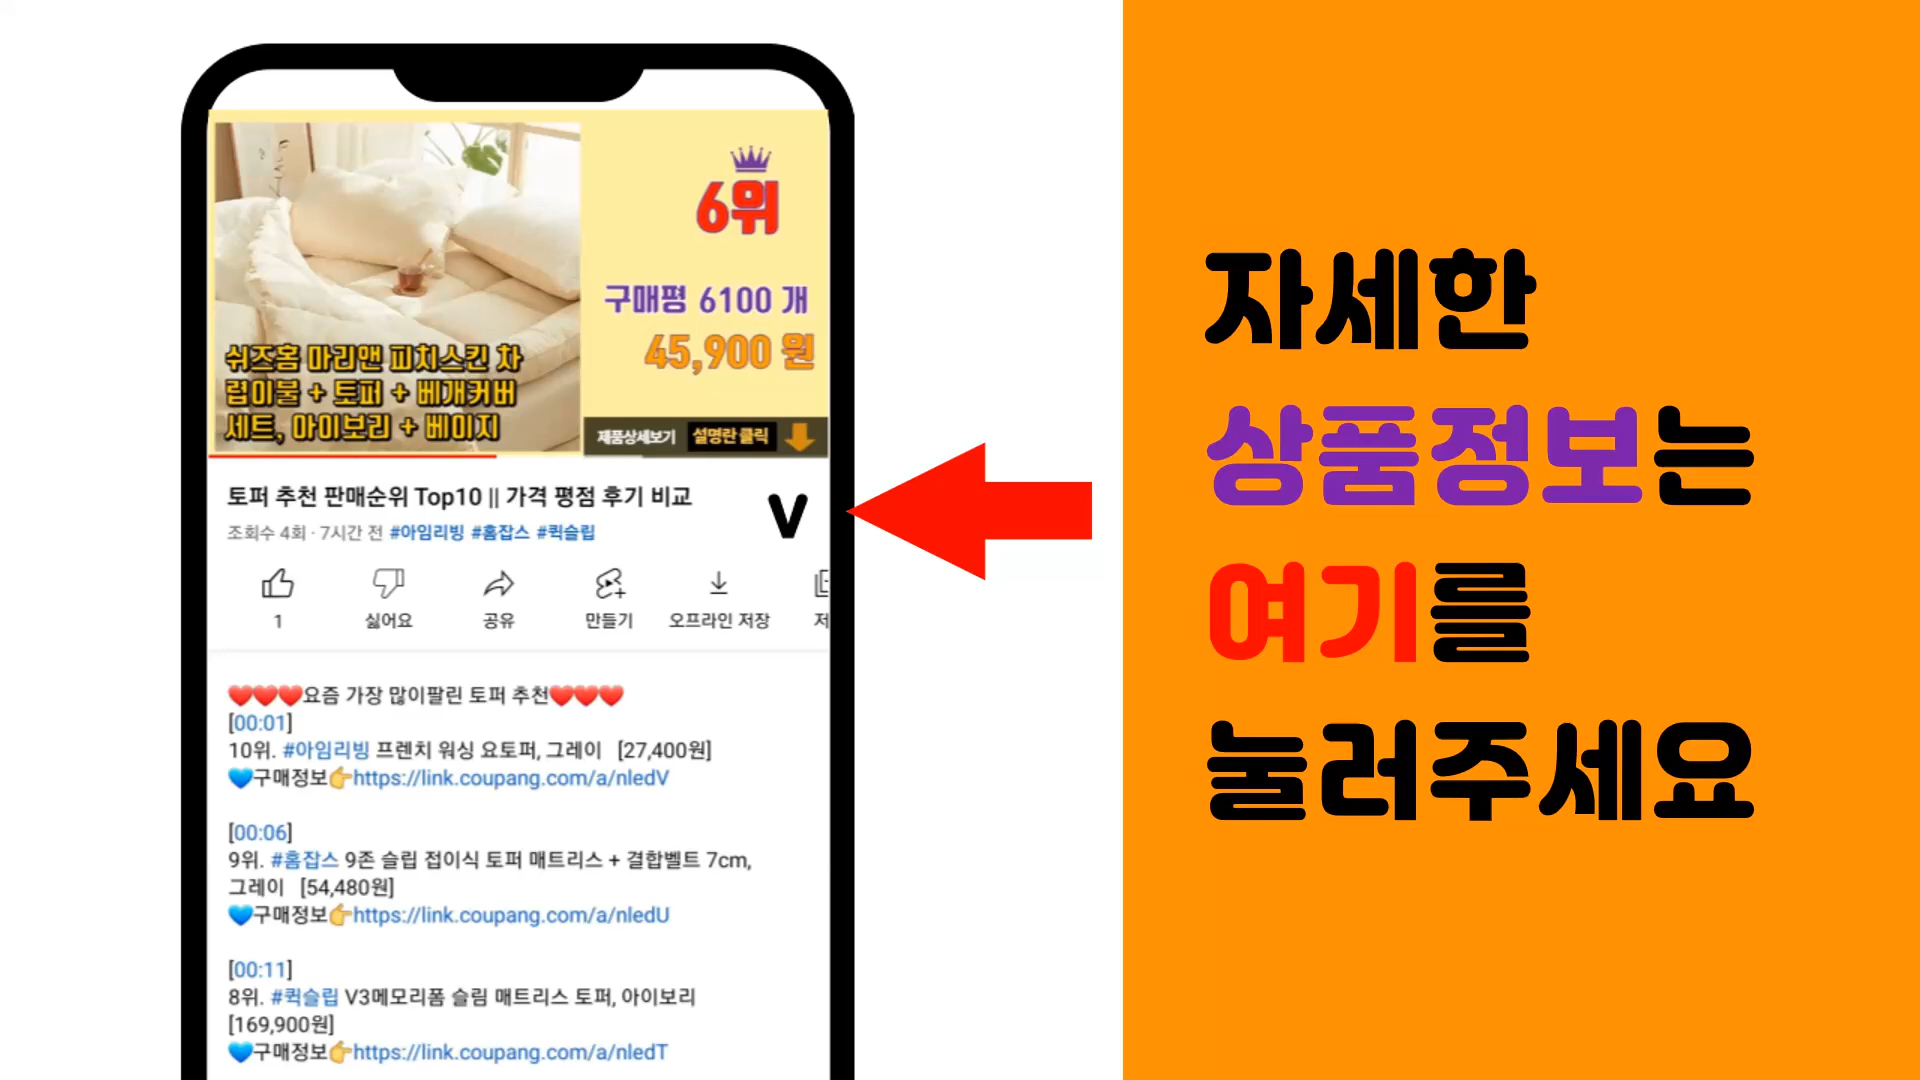 6위
구매평 6100 개
45,900 원
쉬즈홈 마리앤 피치스킨 차
렵이불 + 토퍼 + 베개커버
세트, 아이보리 + 베이지
제품상세보기 설명란 클릭
토퍼 추천 판매순위 Top10 || 가격 평점 후기 비교
V
조회수 4회 · 7시간 전 #아임리빙 #홈잡스 #퀵슬립
1 싫어요 공유 만들기 오프라인 저장 저
❤️❤️❤️요즘 가장 많이팔린 토퍼 추천❤️❤️❤️
[00:01]
10위. #아임리빙 프렌치 워싱 요토퍼, 그레이 [27,400원]
💙구매정보👉https://link.coupang.com/a/nledV
[00:06]
9위. #홈잡스 9존 슬립 접이식 토퍼 매트리스 + 결합벨트 7cm,
그레이 [54,480원]
💙구매정보👉https://link.coupang.com/a/nledU
[00:11]
8위. #퀵슬립 V3메모리폼 슬림 매트리스 토퍼, 아이보리
[169,900원]
💙구매정보👉https://link.coupang.com/a/nledT
자세한
상품정보는
여기를
눌러주세요